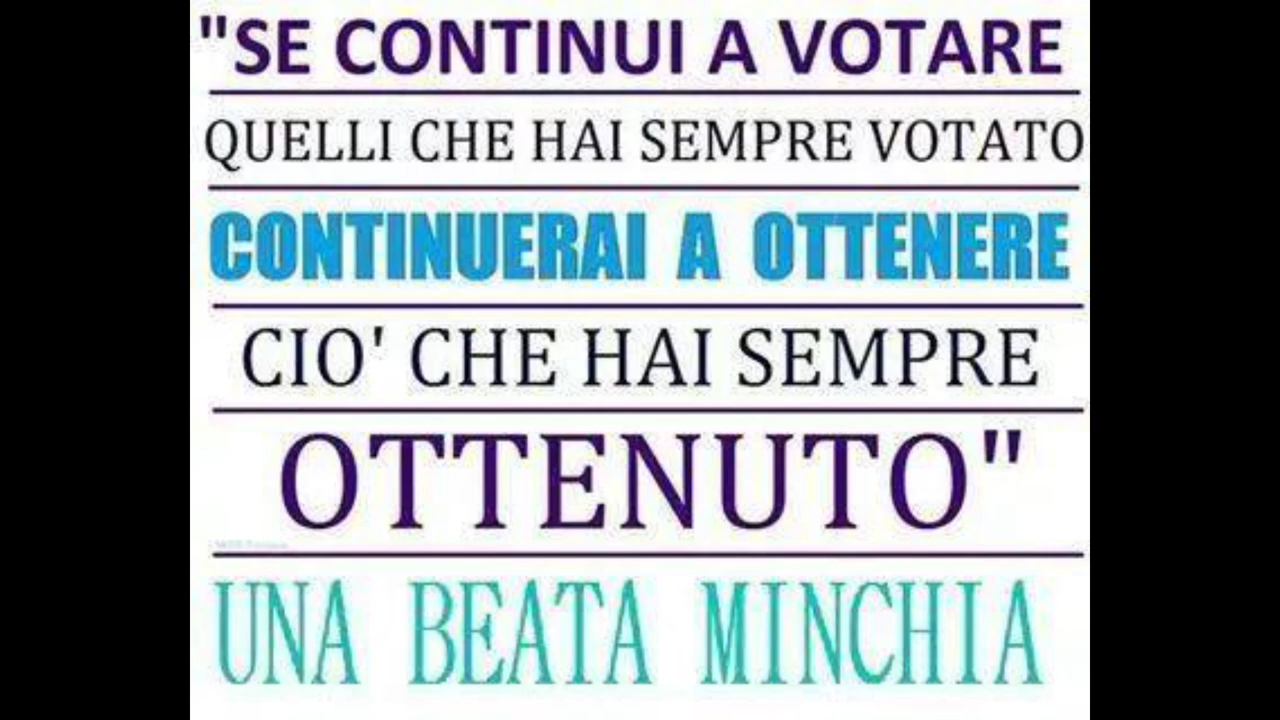 "SE CONTINUI A VOTARE
QUELLI CHE HAI SEMPRE VOTATO
CONTINUERAI A OTTENERE
CIO' CHE HAI SEMPRE
OTTENUTO"
UNA BEATA MINCHIA